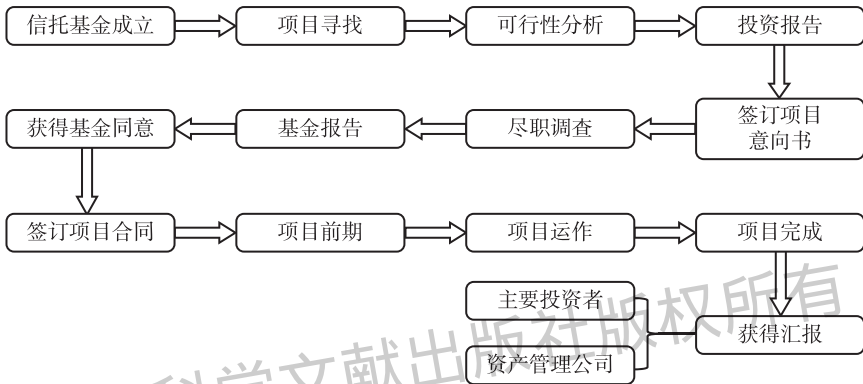 信托基金成立
项目寻找
可行性分析
投资报告
签订项目
意向书
尽职调查
基金报告
获得基金同意
签订项目合同
项目前期
项目运作
项目完成
获得汇报
主要投资者
资产管理公司
科学文献出版社版权所有